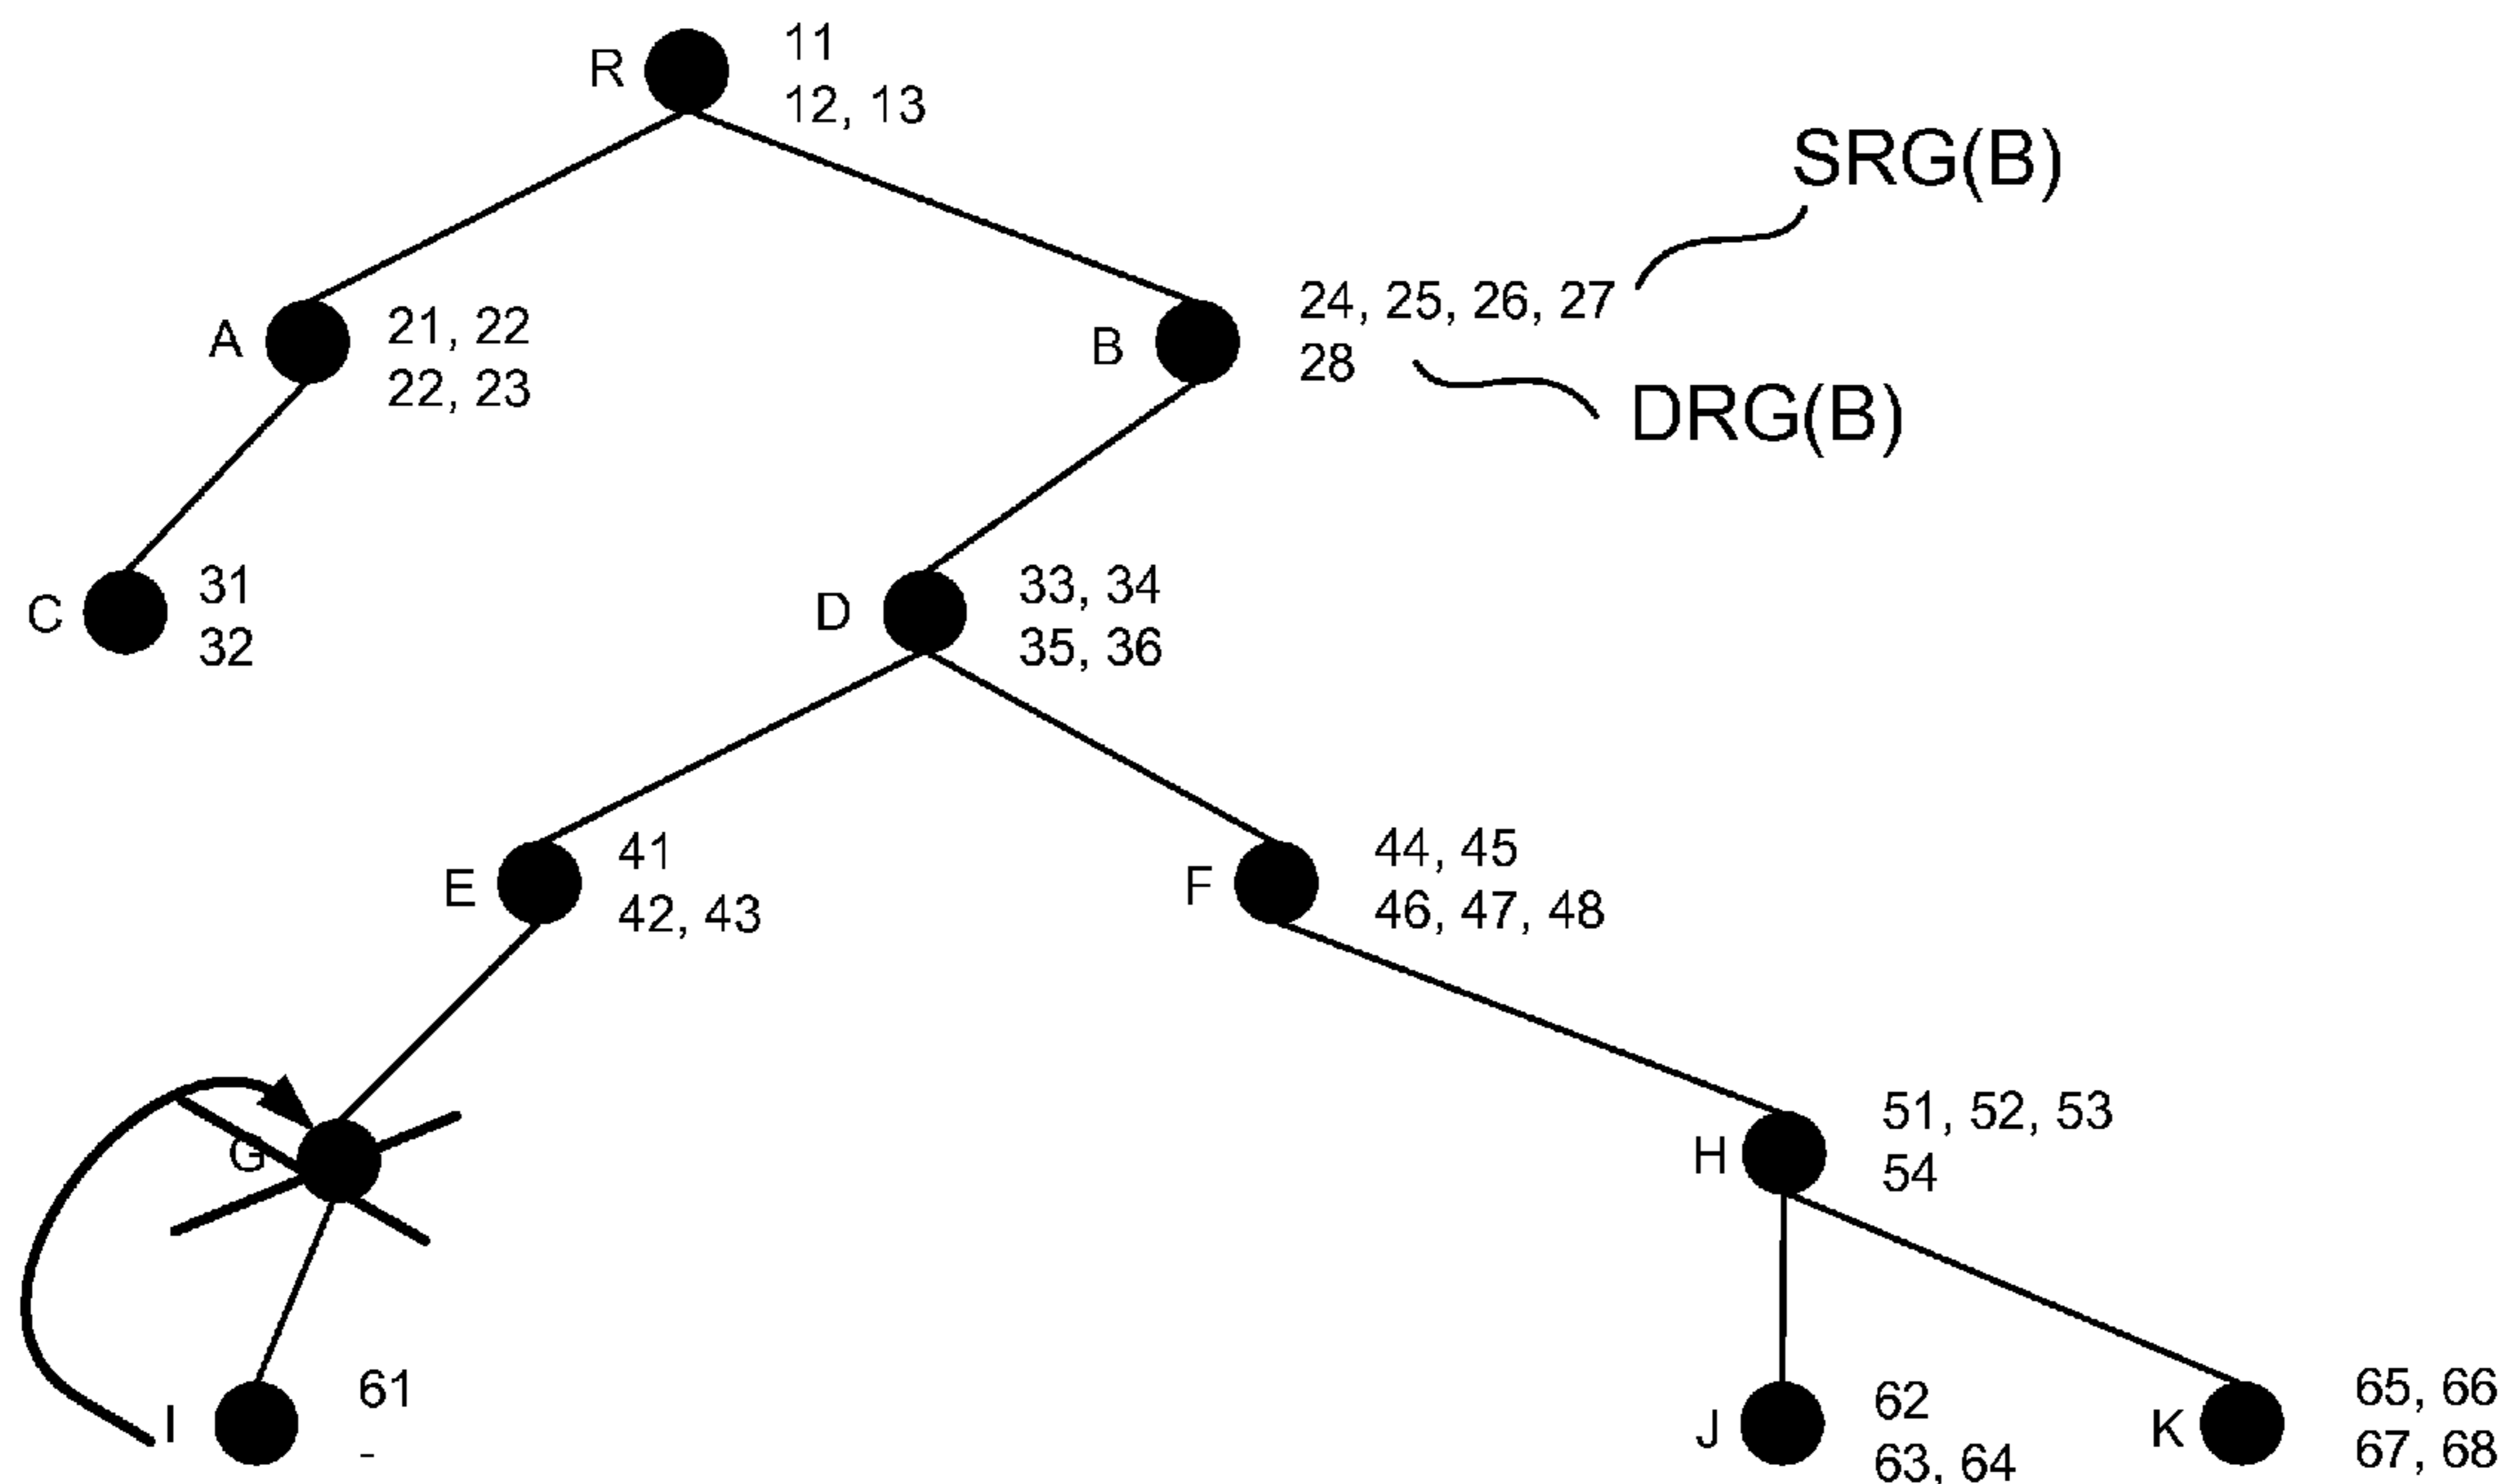 R
11
12, 13
SRG(B)
A
21, 22
22, 23
B
24, 25, 26, 27
28
DRG(B)
C
31
32
D
33, 34
35, 36
E
41
42, 43
F
44, 45
46, 47, 48
G
H
51, 52, 53
54
I
61
-
J
62
63, 64
K
65, 66
67, 68